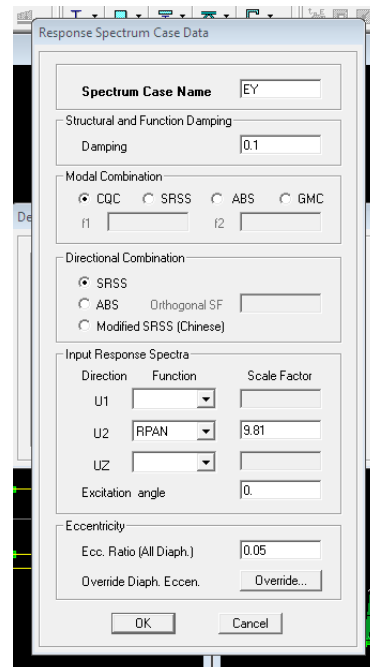 Response Spectrum Case Data
Spectrum Case Name EY
Structural and Function Damping
Damping 0.1
Modal Combination
CQC SRSS ABS GMC
f1 f2
De
Directional Combination
SRSS
ABS Orthogonal SF
Modified SRSS (Chinese)
Input Response Spectra
Direction Function Scale Factor
U1
U2 RPAN 9.81
UZ
Excitation angle 0.
Eccentricity
Ecc. Ratio (All Diaph.) 0.05
Override Diaph. Eccen. Override...
OK Cancel